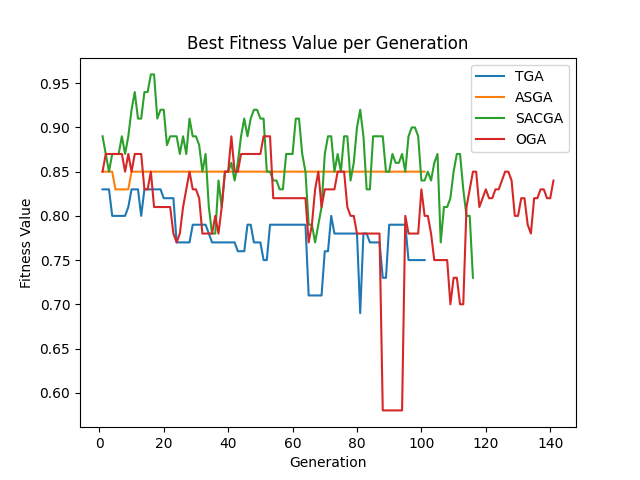 Best Fitness Value per Generation
TGA
ASGA
SACGA
OGA
Fitness Value
0.95
0.90
0.85
0.80
0.75
0.70
0.65
0.60
0 20 40 60 80 100 120 140
Generation